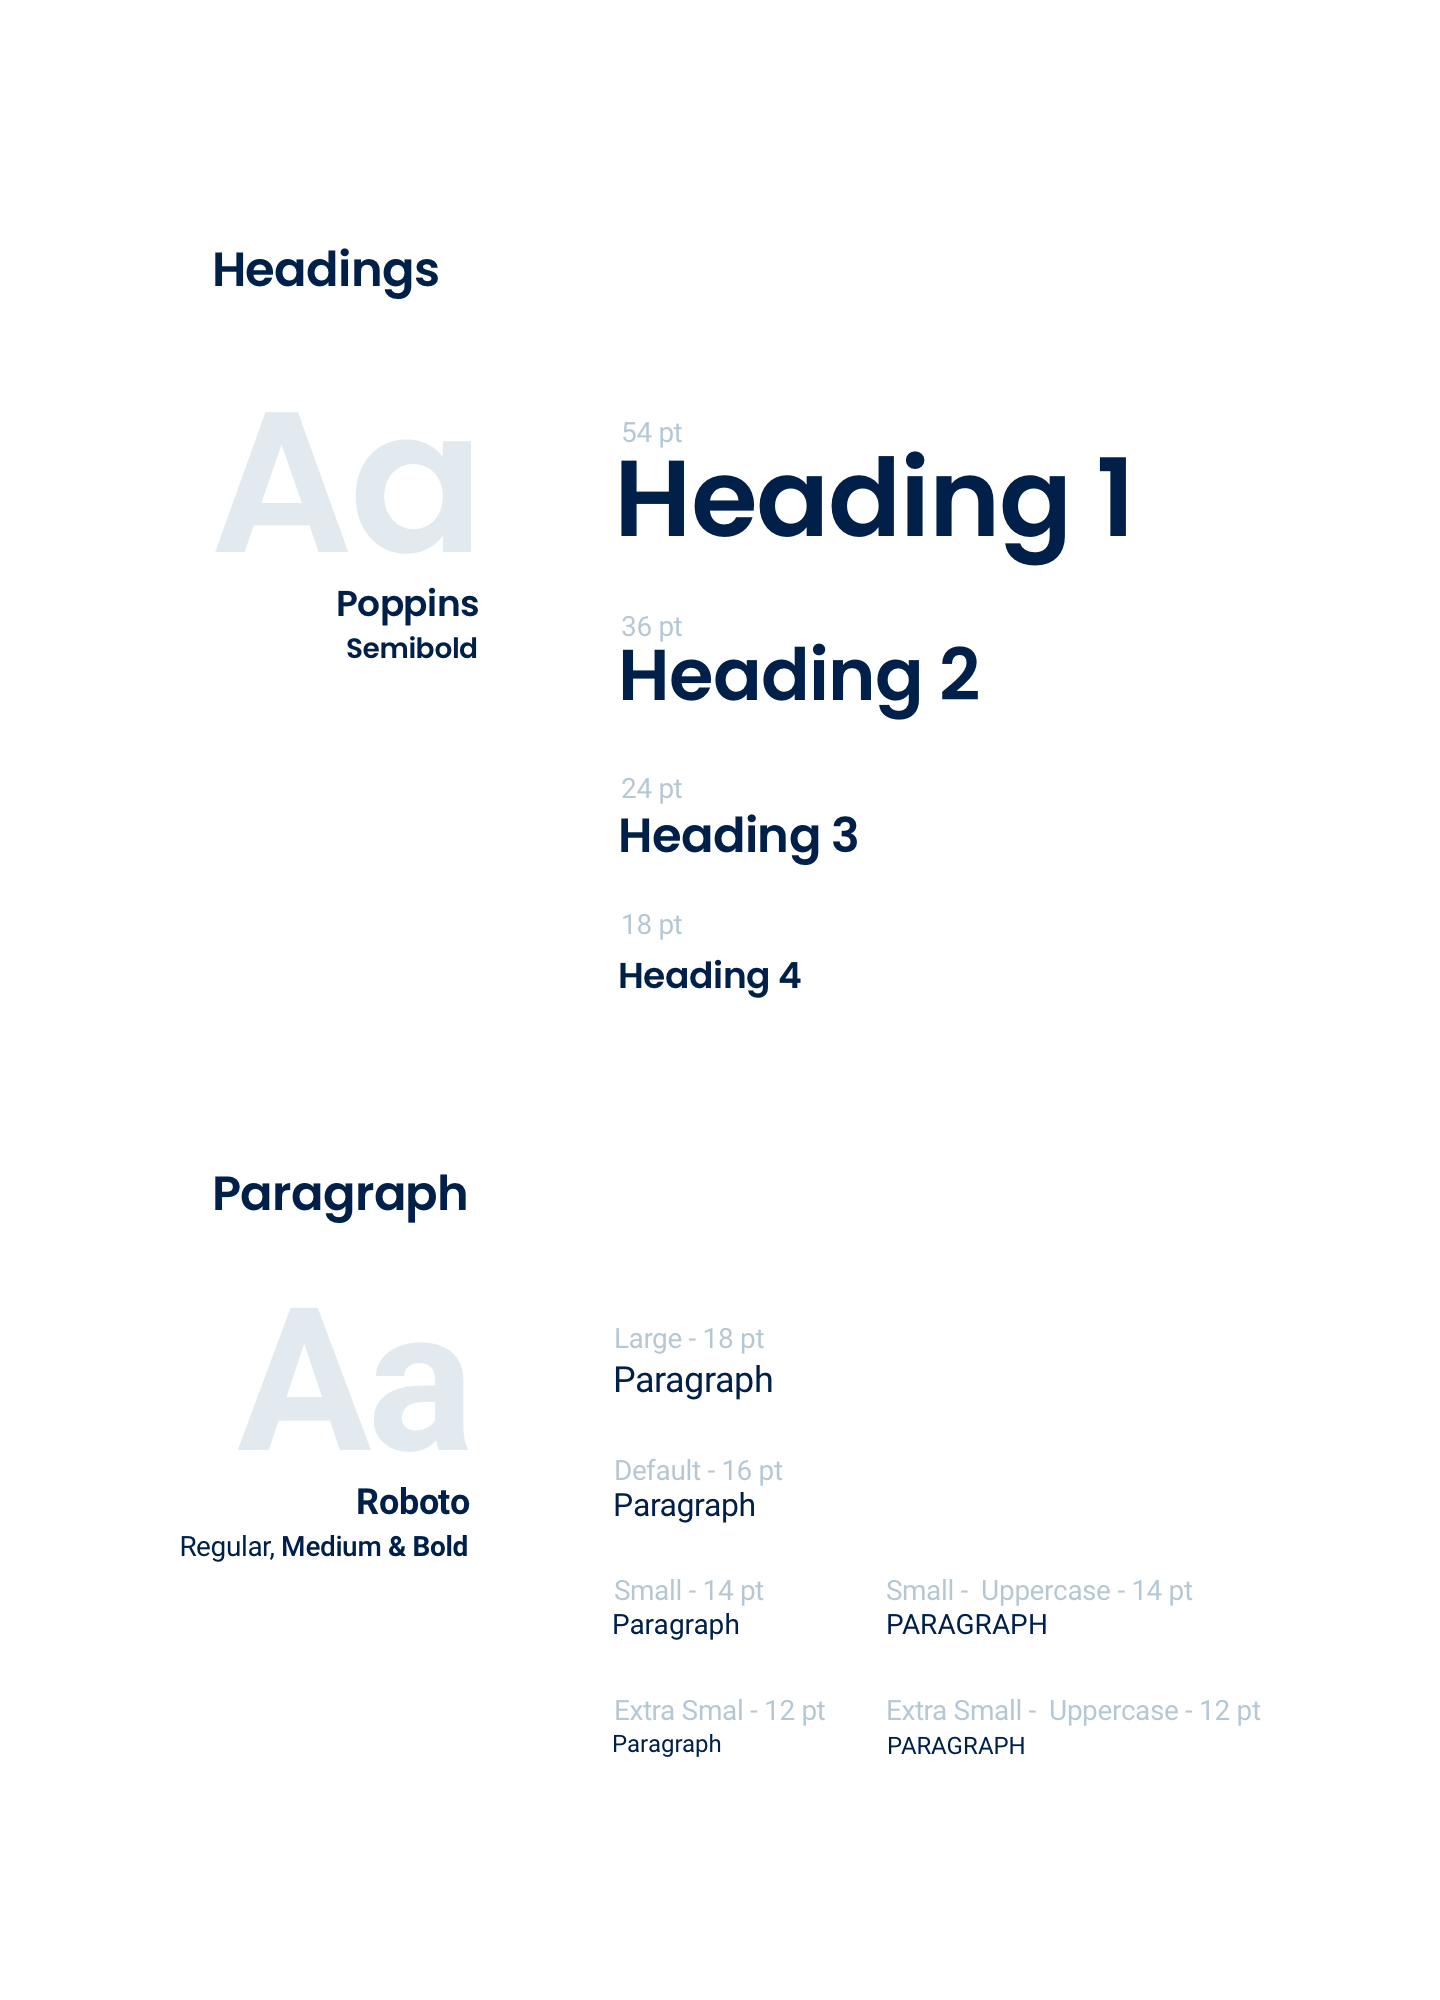 Headings
Aa
Poppins
Semibold
54 pt
Heading 1
36 pt
Heading 2
24 pt
Heading 3
18 pt
Heading 4
Paragraph
Aa
Roboto
Regular, Medium & Bold
Large - 18 pt
Paragraph
Default - 16 pt
Paragraph
Small - 14 pt
Paragraph
Small -  Uppercase - 14 pt
PARAGRAPH
Extra Smal - 12 pt
Paragraph
Extra Small -  Uppercase - 12 pt
PARAGRAPH